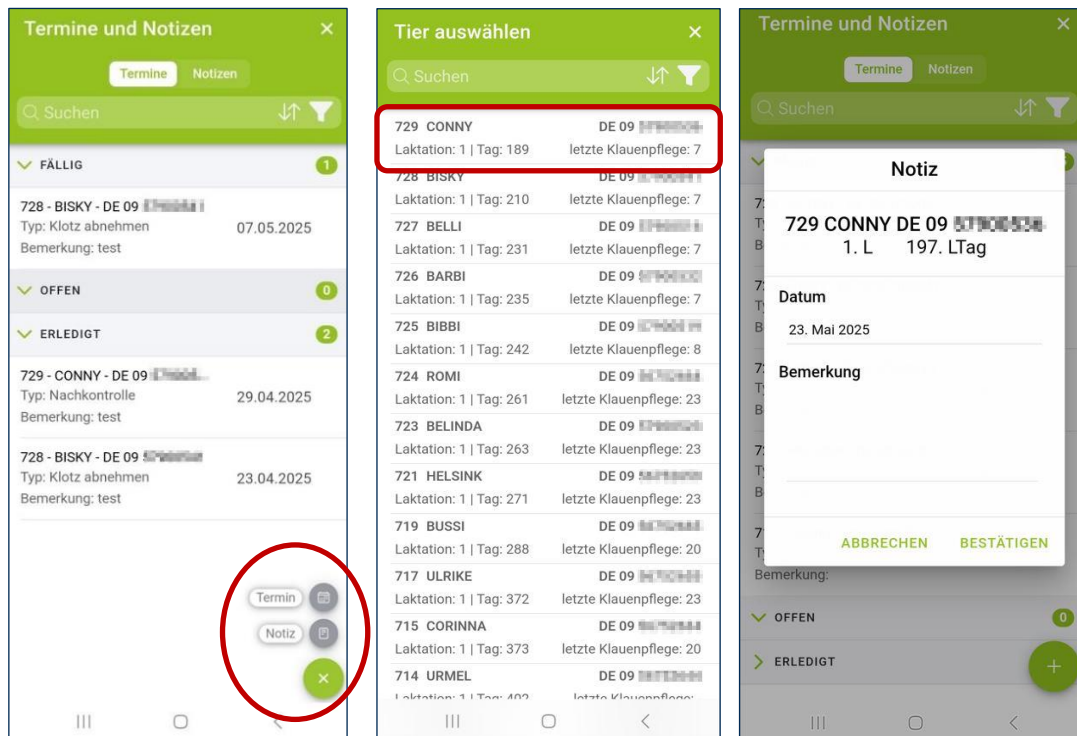 Termine und Notizen
Termine Notizen
Suchen
FÄLLIG 1
728 - BISKY - DE 09
Typ: Klotz abnehmen 07.05.2025
Bemerkung: test
OFFEN 0
ERLEDIGT 2
729 - CONNY - DE 09
Typ: Nachkontrolle 29.04.2025
Bemerkung: test
728 - BISKY - DE 09
Typ: Klotz abnehmen 23.04.2025
Bemerkung: test
Termin
Notiz
Tier auswählen
Suchen
729 CONNY DE 09
Laktation: 1 | Tag: 189 letzte Klauenpflege: 7
728 BISKY DE 09
Laktation: 1 | Tag: 210 letzte Klauenpflege: 7
727 BELLI DE 09
Laktation: 1 | Tag: 231 letzte Klauenpflege: 7
726 BARBI DE 09
Laktation: 1 | Tag: 235 letzte Klauenpflege: 7
725 BIBBI DE 09
Laktation: 1 | Tag: 242 letzte Klauenpflege: 8
724 ROMI DE 09
Laktation: 1 | Tag: 261 letzte Klauenpflege: 23
723 BELINDA DE 09
Laktation: 1 | Tag: 263 letzte Klauenpflege: 23
721 HELSINK DE 09
Laktation: 1 | Tag: 271 letzte Klauenpflege: 23
719 BUSSI DE 09
Laktation: 1 | Tag: 288 letzte Klauenpflege: 20
717 ULRIKE DE 09
Laktation: 1 | Tag: 372 letzte Klauenpflege: 23
715 CORINNA DE 09
Laktation: 1 | Tag: 373 letzte Klauenpflege: 20
714 URMEL DE 09
Laktation: 1 | Tag: 402 letzte Klauenpflege:
Termine und Notizen
Termine Notizen
Suchen
Notiz
729 CONNY DE 09
1. L 197. LTag
Datum
23. Mai 2025
Bemerkung
ABBRECHEN BESTÄTIGEN
Bemerkung:
OFFEN 0
ERLEDIGT